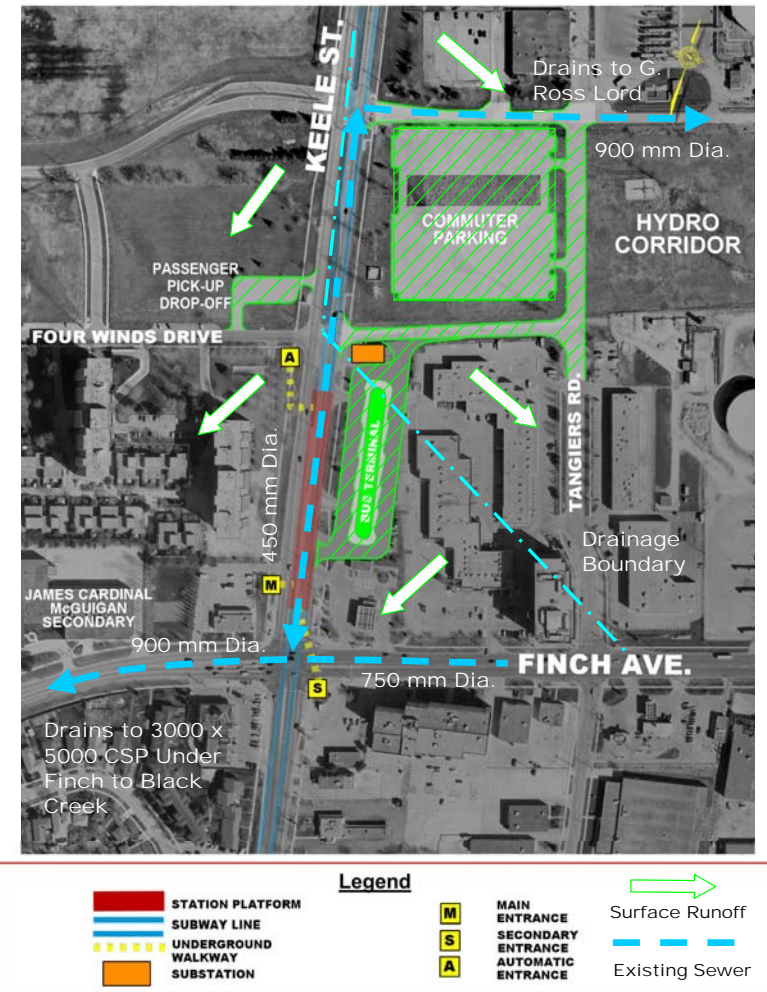 KEELE ST.
Drains to G.
Ross Lord
900 mm Dia.
COMMUTER
PARKING
HYDRO
CORRIDOR
PASSENGER
PICK-UP
DROP-OFF
FOUR WINDS DRIVE
A
BUS TERMINAL
TANGIERS RD.
450 mm Dia.
Drainage
Boundary
M
JAMES CARDINAL
McGUIGAN
SECONDARY
900 mm Dia.
FINCH AVE.
750 mm Dia.
S
Drains to 3000 x
5000 CSP Under
Finch to Black
Creek
Legend
STATION PLATFORM
SUBWAY LINE
UNDERGROUND
WALKWAY
SUBSTATION
M
MAIN
ENTRANCE
S
SECONDARY
ENTRANCE
A
AUTOMATIC
ENTRANCE
Surface Runoff
Existing Sewer